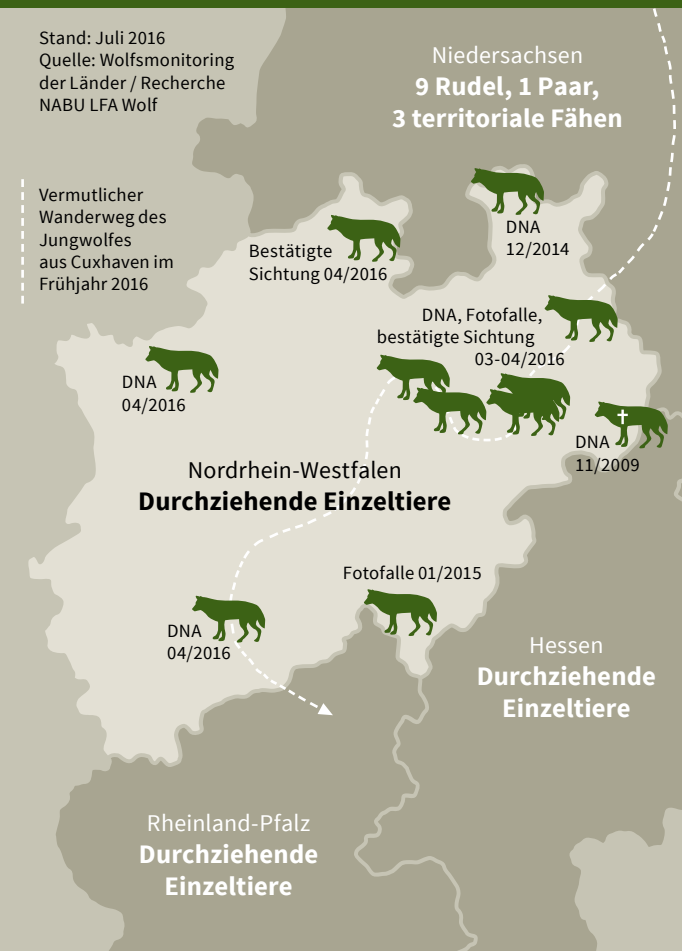 Stand: Juli 2016
Quelle: Wolfsmonitoring
der Länder / Recherche
NABU LFA Wolf
Niedersachsen
9 Rudel, 1 Paar,
3 territoriale Fähen
Vermutlicher
Wanderweg des
Jungwolfes
aus Cuxhaven im
Frühjahr 2016
DNA
12/2014
Bestätigte
Sichtung 04/2016
DNA, Fotofalle,
bestätigte Sichtung
03-04/2016
DNA
04/2016
DNA
11/2009
Nordrhein-Westfalen
Durchziehende Einzeltiere
Fotofalle 01/2015
DNA
04/2016
Hessen
Durchziehende
Einzeltiere
Rheinland-Pfalz
Durchziehende
Einzeltiere